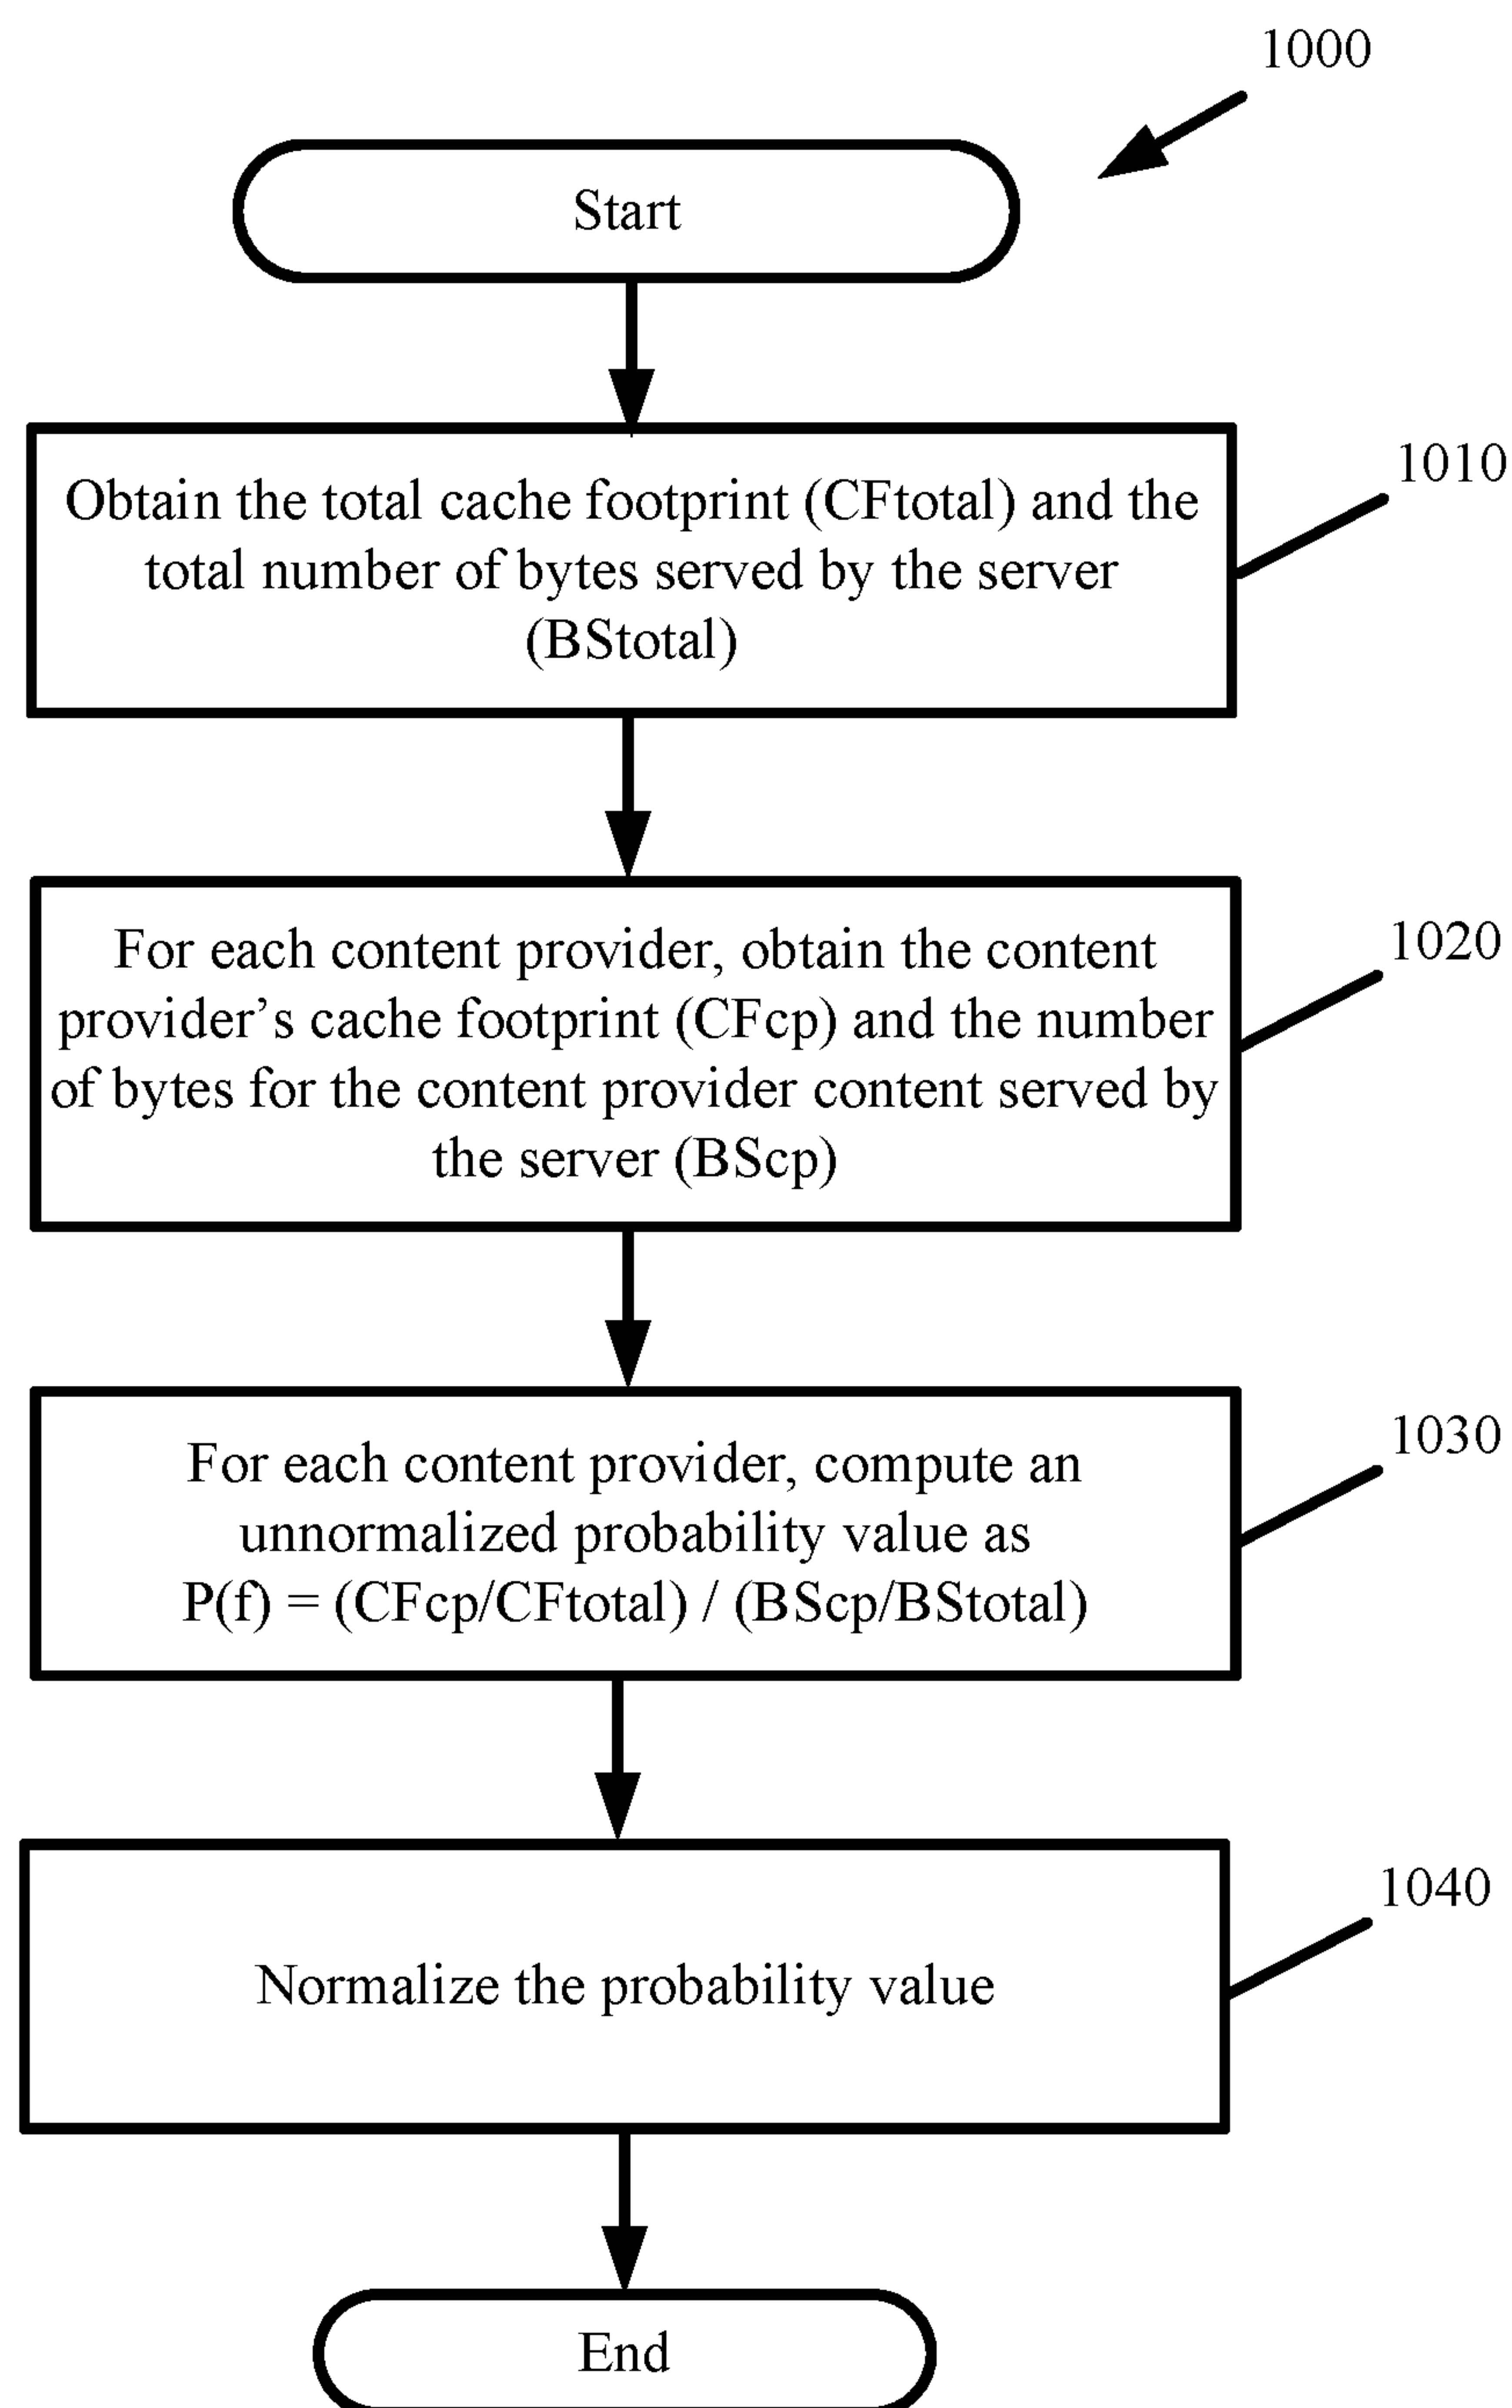 1000
Start
Obtain the total cache footprint (CFtotal) and the
total number of bytes served by the server
(BStotal)
1010
For each content provider, obtain the content
provider’s cache footprint (CFcp) and the number
of bytes for the content provider content served by
the server (BScp)
1020
For each content provider, compute an
unnormalized probability value as
P(f) = (CFcp/CFtotal) / (BScp/BStotal)
1030
Normalize the probability value
1040
End